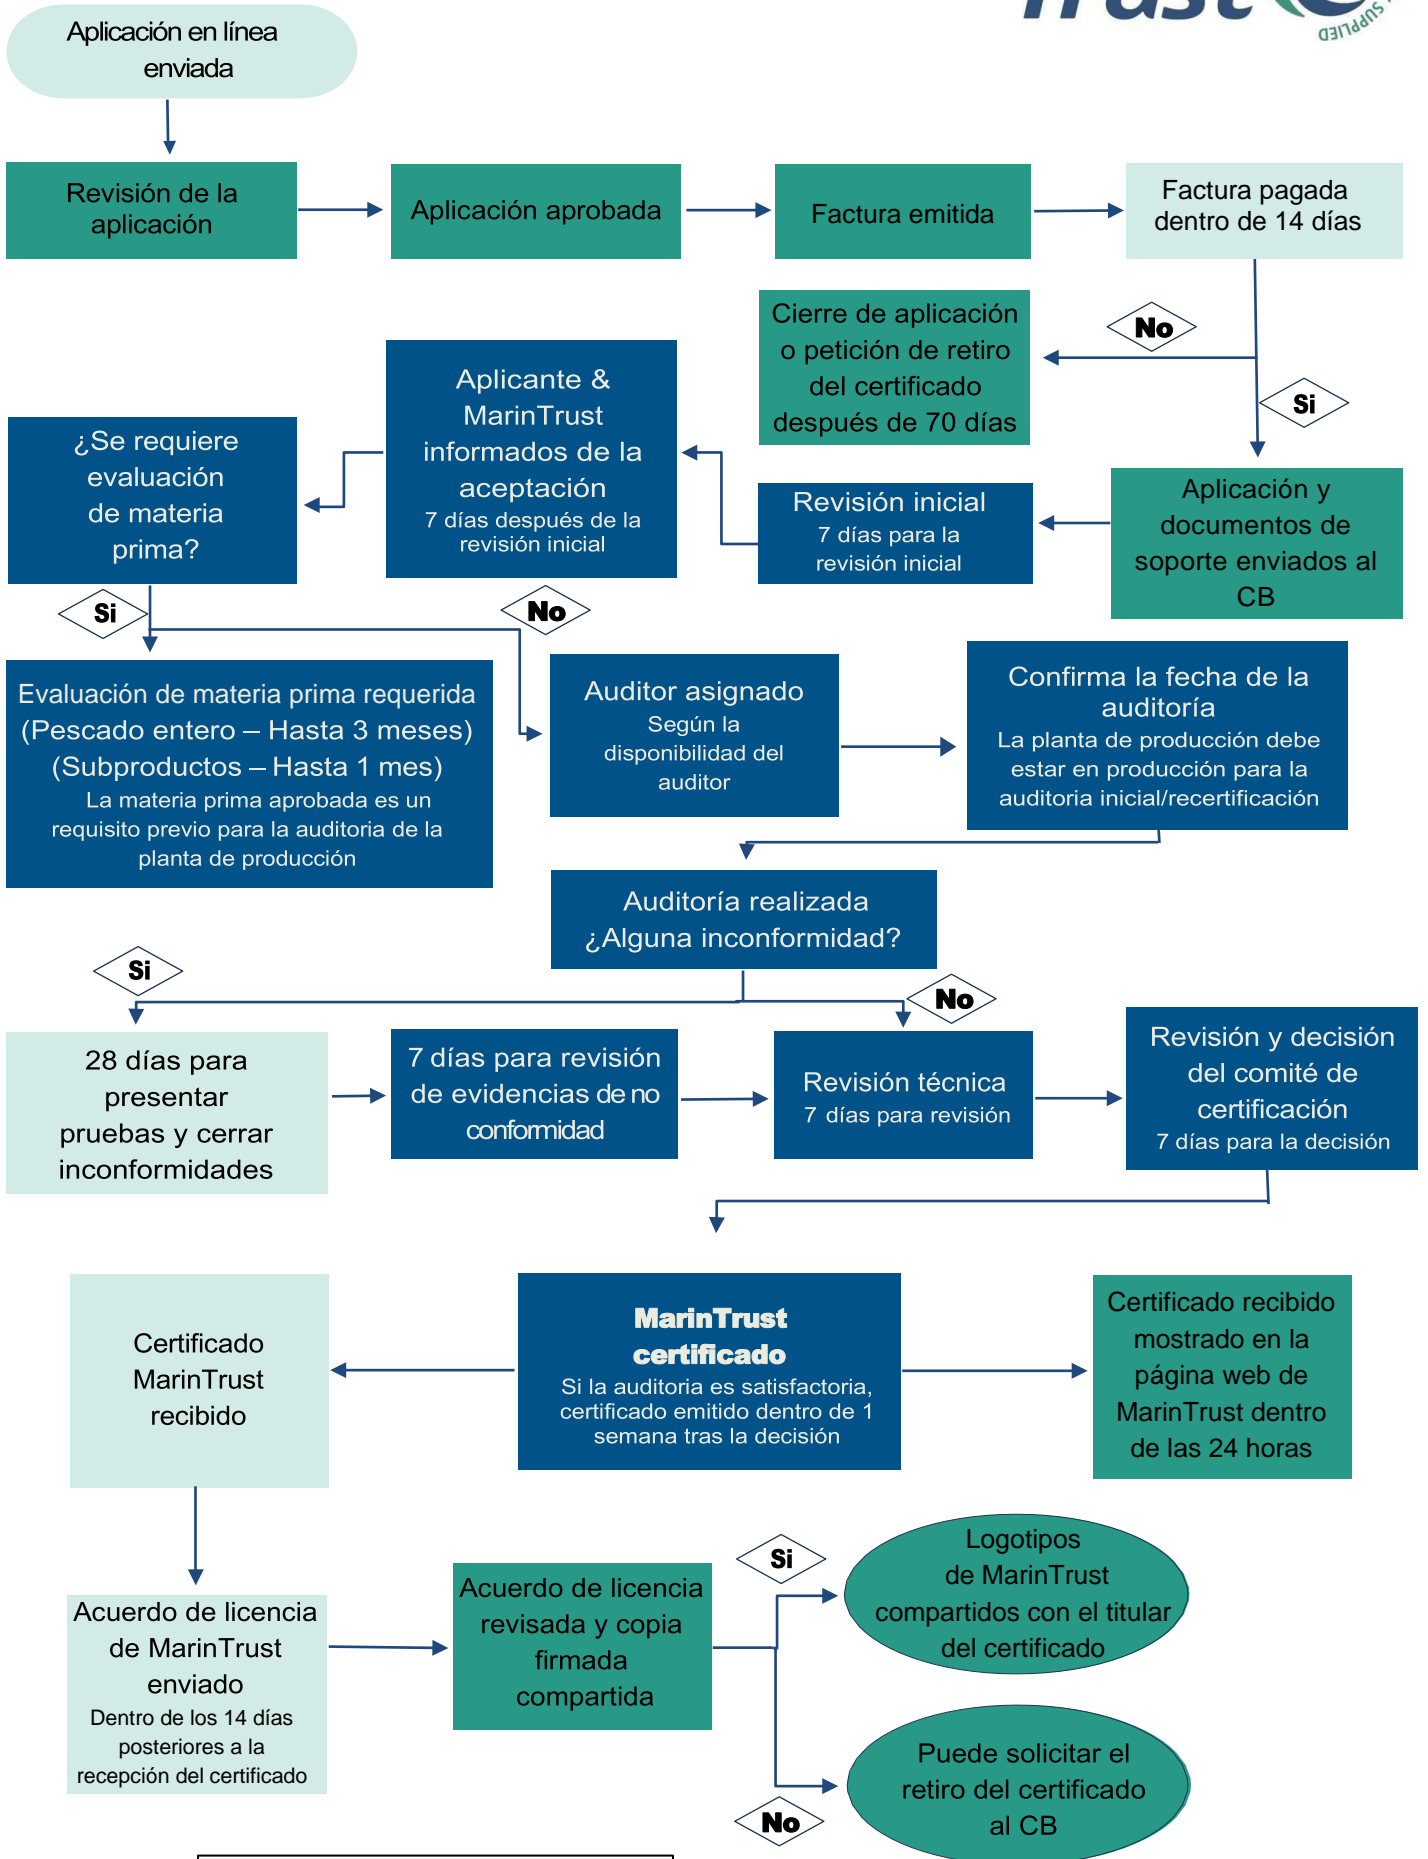 Trust
SUPPLIED
Aplicación en línea
enviada
Revisión de la
aplicación
Aplicación aprobada
Factura emitida
Factura pagada
dentro de 14 días
Cierre de aplicación
o petición de retiro
del certificado
después de 70 días
No
Si
Aplicante &
MarinTrust
informados de la
aceptación
7 días después de la
revisión inicial
¿Se requiere
evaluación
de materia
prima?
Revisión inicial
7 días para la
revisión inicial
Aplicación y
documentos de
soporte enviados al
CB
Si
No
Evaluación de materia prima requerida
(Pescado entero – Hasta 3 meses)
(Subproductos – Hasta 1 mes)
La materia prima aprobada es un
requisito previo para la auditoria de la
planta de producción
Auditor asignado
Según la
disponibilidad del
auditor
Confirma la fecha de la
auditoría
La planta de producción debe
estar en producción para la
auditoria inicial/recertificación
Auditoría realizada
¿Alguna inconformidad?
Si
No
28 días para
presentar
pruebas y cerrar
inconformidades
7 días para revisión
de evidencias de no
conformidad
Revisión técnica
7 días para revisión
Revisión y decisión
del comité de
certificación
7 días para la decisión
Certificado
MarinTrust
recibido
MarinTrust
certificado
Si la auditoria es satisfactoria,
certificado emitido dentro de 1
semana tras la decisión
Certificado recibido
mostrado en la
página web de
MarinTrust dentro
de las 24 horas
Acuerdo de licencia
de MarinTrust
enviado
Dentro de los 14 días
posteriores a la
recepción del certificado
Acuerdo de licencia
revisada y copia
firmada
compartida
Si
Logotipos
de MarinTrust
compartidos con el titular
del certificado
No
Puede solicitar el
retiro del certificado
al CB